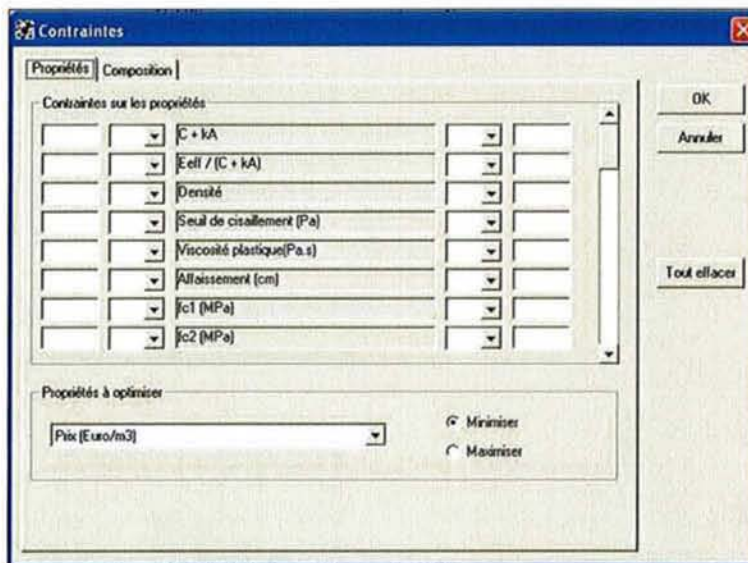 Contraintes
Propriétés
Composition
Contraintes sur les propriétés
C + kA
Eeff / (C + kA)
Densité
Seuil de cisaillement (Pa)
Viscosité plastique(Pa.s)
Affaissement (cm)
fc1 (MPa)
fc2 (MPa)
OK
Annuler
Tout effacer
Propriétés à optimiser
Prix (Euro/m3)
Minimiser
Maximiser